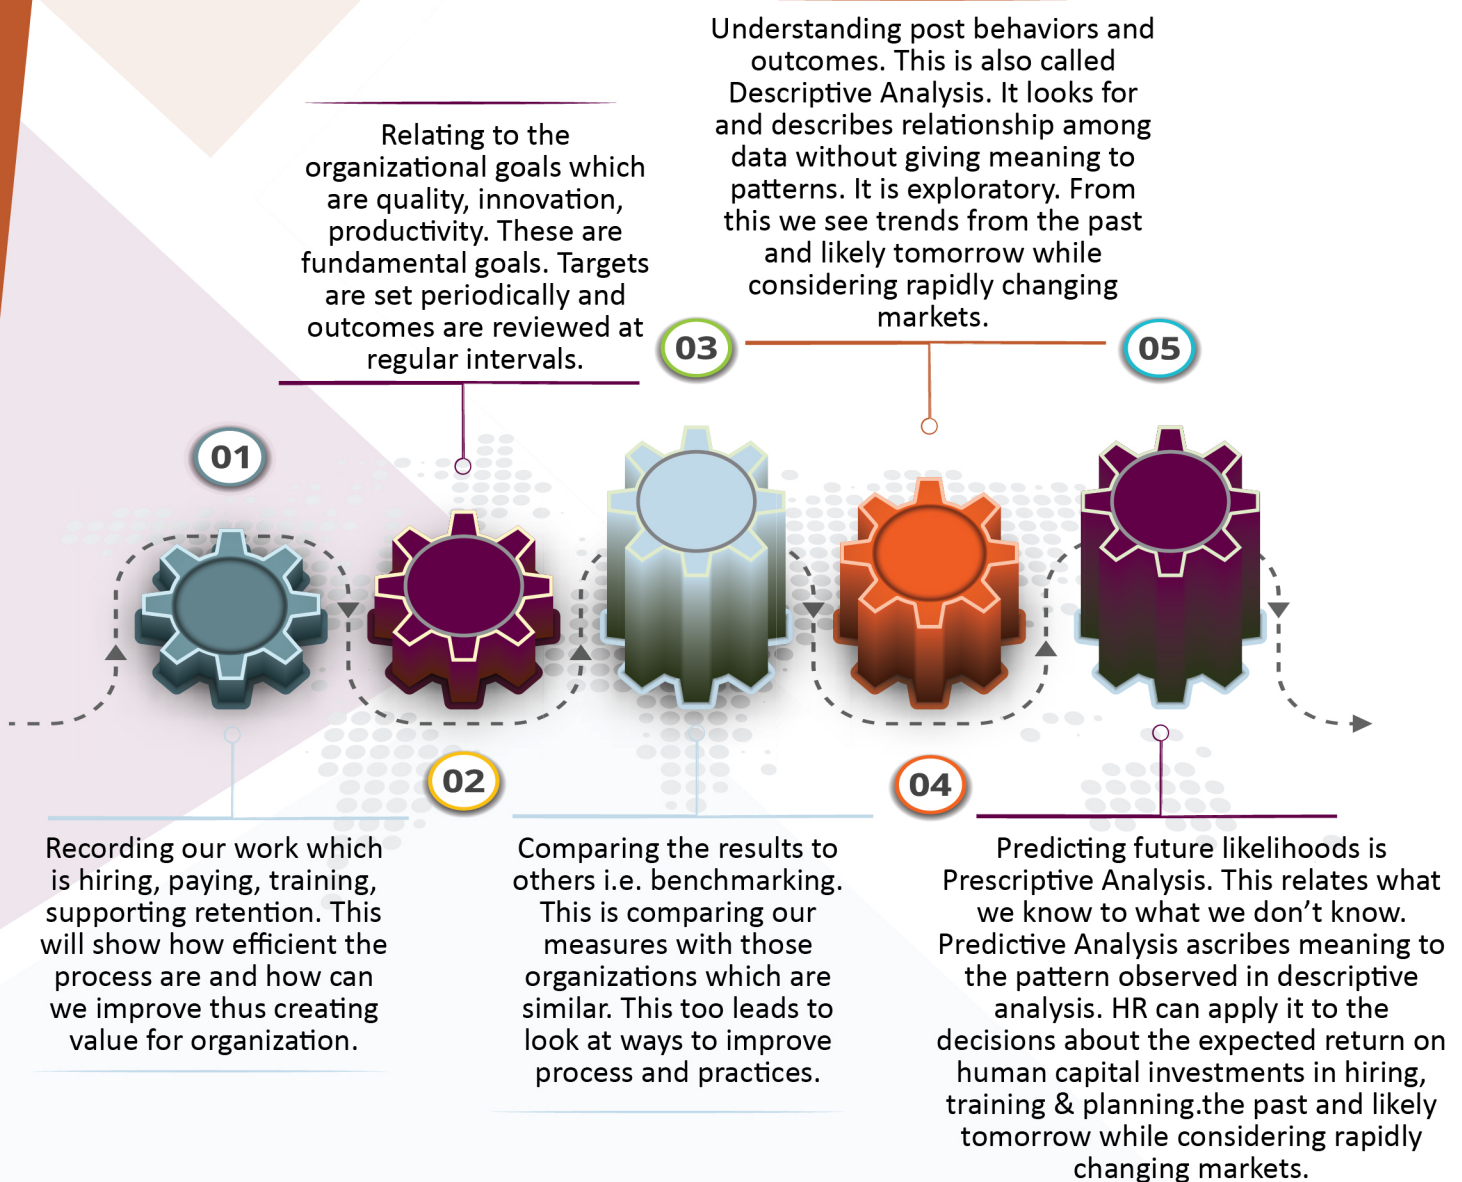 01
Recording our work which
is hiring, paying, training,
supporting retention. This
will show how efficient the
process are and how can
we improve thus creating
value for organization.
02
Relating to the
organizational goals which
are quality, innovation,
productivity. These are
fundamental goals. Targets
are set periodically and
outcomes are reviewed at
regular intervals.
03
Comparing the results to
others i.e. benchmarking.
This is comparing our
measures with those
organizations which are
similar. This too leads to
look at ways to improve
process and practices.
04
Understanding post behaviors and
outcomes. This is also called
Descriptive Analysis. It looks for
and describes relationship among
data without giving meaning to
patterns. It is exploratory. From
this we see trends from the past
and likely tomorrow while
considering rapidly changing
markets.
05
Predicting future likelihoods is
Prescriptive Analysis. This relates what
we know to what we don’t know.
Predictive Analysis ascribes meaning to
the pattern observed in descriptive
analysis. HR can apply it to the
decisions about the expected return on
human capital investments in hiring,
training & planning.the past and likely
tomorrow while considering rapidly
changing markets.